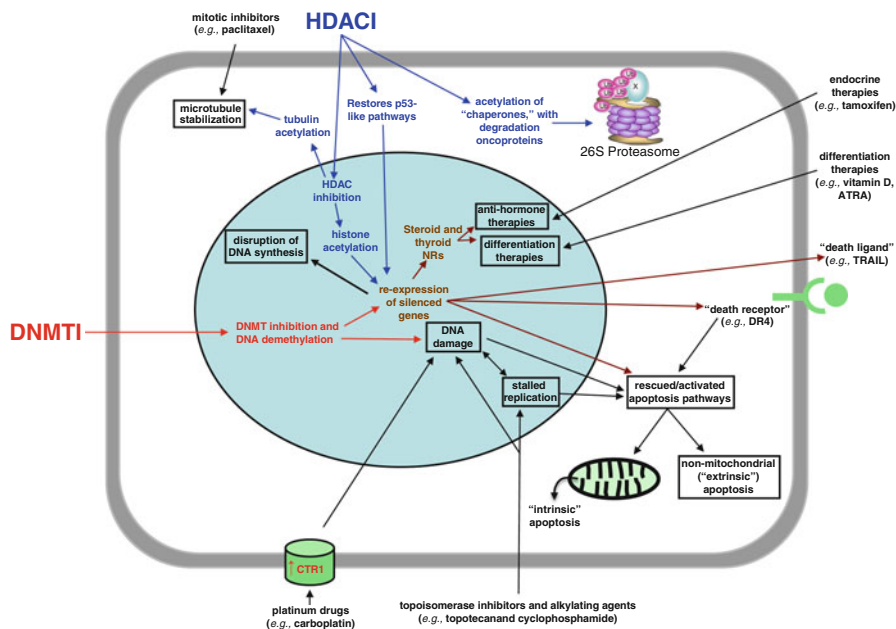 mitotic inhibitors
(e.g., paclitaxel)
HDACI
microtubule
stabilization
tubulin
acetylation
Restores p53-
like pathways
acetylation of
“chaperones,” with
degradation
oncoproteins
X
26S Proteasome
endocrine
therapies
(e.g., tamoxifen)
differentiation
therapies
(e.g., vitamin D,
ATRA)
HDAC
inhibition
histone
acetylation
disruption of
DNA synthesis
Steroid and
thyroid
NRs
anti-hormone
therapies
differentiation
therapies
“death ligand”
(e.g., TRAIL)
re-expression
of silenced
genes
“death receptor”
(e.g., DR4)
DNMTI
DNMT inhibition and
DNA demethylation
DNA
damage
stalled
replication
rescued/activated
apoptosis pathways
non-mitochondrial
(“extrinsic”)
apoptosis
“intrinsic”
apoptosis
↑ CTR1
platinum drugs
(e.g., carboplatin)
topoisomerase inhibitors and alkylating agents
(e.g., topotecanand cyclophosphamide)